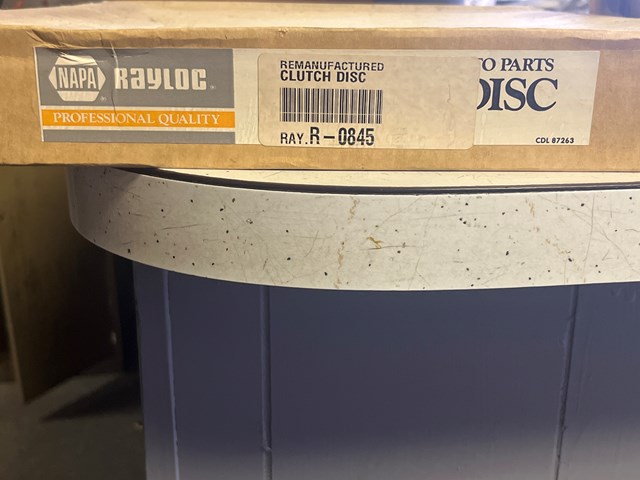 NAPA RAYLOC
PROFESSIONAL QUALITY
REMANUFACTURED
CLUTCH DISC
RAY. R-0845
TO PARTS
DISC
CDL 87263